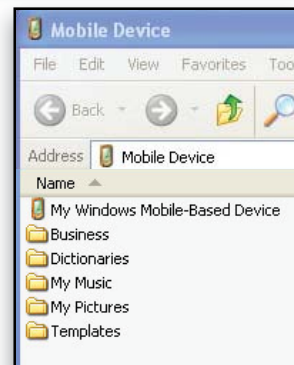 Mobile Device
File Edit View Favorites
Back
Address Mobile Device
Name
My Windows Mobile-Based Device
Business
Dictionaries
My Music
My Pictures
Templates